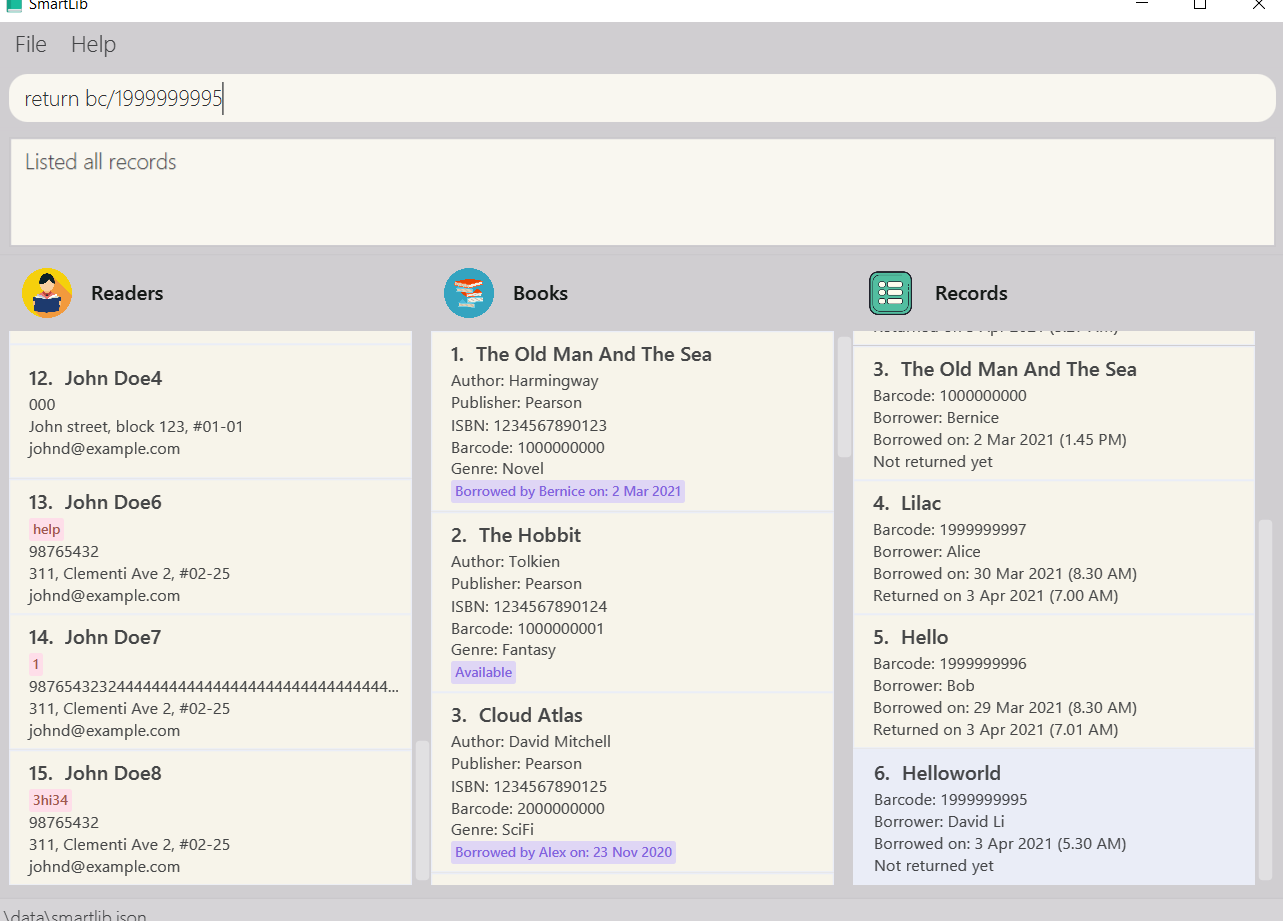 SmartLib
File Help
return bc/1999999995
Listed all records
Readers
12. John Doe4
000
John street, block 123, #01-01
johnd@example.com
13. John Doe6
help
98765432
311, Clementi Ave 2, #02-25
johnd@example.com
14. John Doe7
1
9876543232444444444444444444444444444444...
311, Clementi Ave 2, #02-25
johnd@example.com
15. John Doe8
3hi34
98765432
311, Clementi Ave 2, #02-25
johnd@example.com
Books
1. The Old Man And The Sea
Author: Harmingway
Publisher: Pearson
ISBN: 1234567890123
Barcode: 1000000000
Genre: Novel
Borrowed by Bernice on: 2 Mar 2021
2. The Hobbit
Author: Tolkien
Publisher: Pearson
ISBN: 1234567890124
Barcode: 1000000001
Genre: Fantasy
Available
3. Cloud Atlas
Author: David Mitchell
Publisher: Pearson
ISBN: 1234567890125
Barcode: 2000000000
Genre: SciFi
Borrowed by Alex on: 23 Nov 2020
Records
3. The Old Man And The Sea
Barcode: 1000000000
Borrower: Bernice
Borrowed on: 2 Mar 2021 (1.45 PM)
Not returned yet
4. Lilac
Barcode: 1999999997
Borrower: Alice
Borrowed on: 30 Mar 2021 (8.30 AM)
Returned on 3 Apr 2021 (7.00 AM)
5. Hello
Barcode: 1999999996
Borrower: Bob
Borrowed on: 29 Mar 2021 (8.30 AM)
Returned on 3 Apr 2021 (7.01 AM)
6. Helloworld
Barcode: 1999999995
Borrower: David Li
Borrowed on: 3 Apr 2021 (5.30 AM)
Not returned yet
\data\smartlib.json